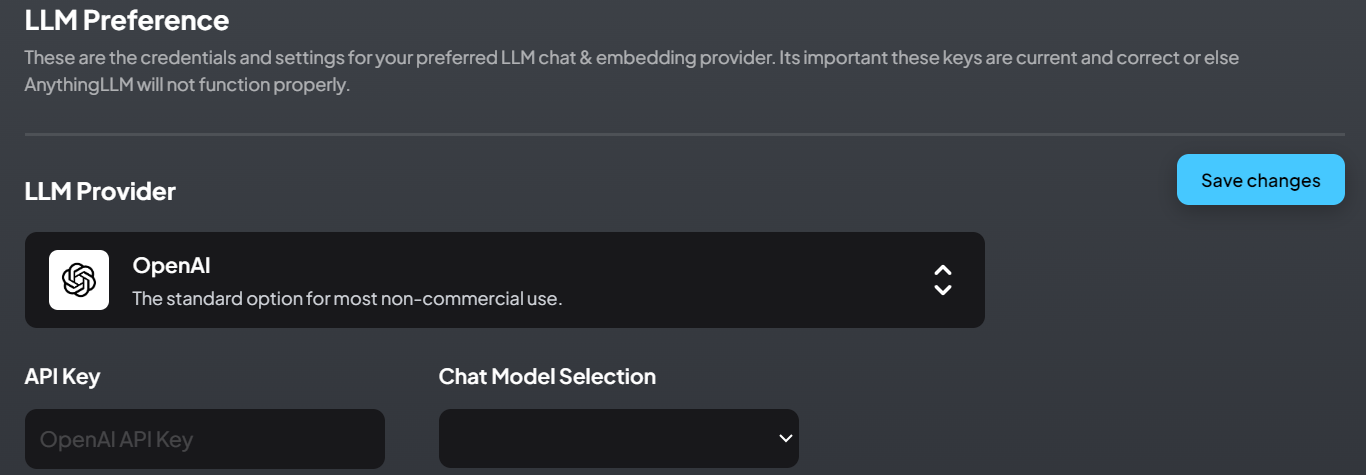 LLM Preference
These are the credentials and settings for your preferred LLM chat & embedding provider. Its important these keys are current and correct or else
AnythingLLM will not function properly.
Save changes
LLM Provider
OpenAI
The standard option for most non-commercial use.
API Key
Chat Model Selection
OpenAI API Key